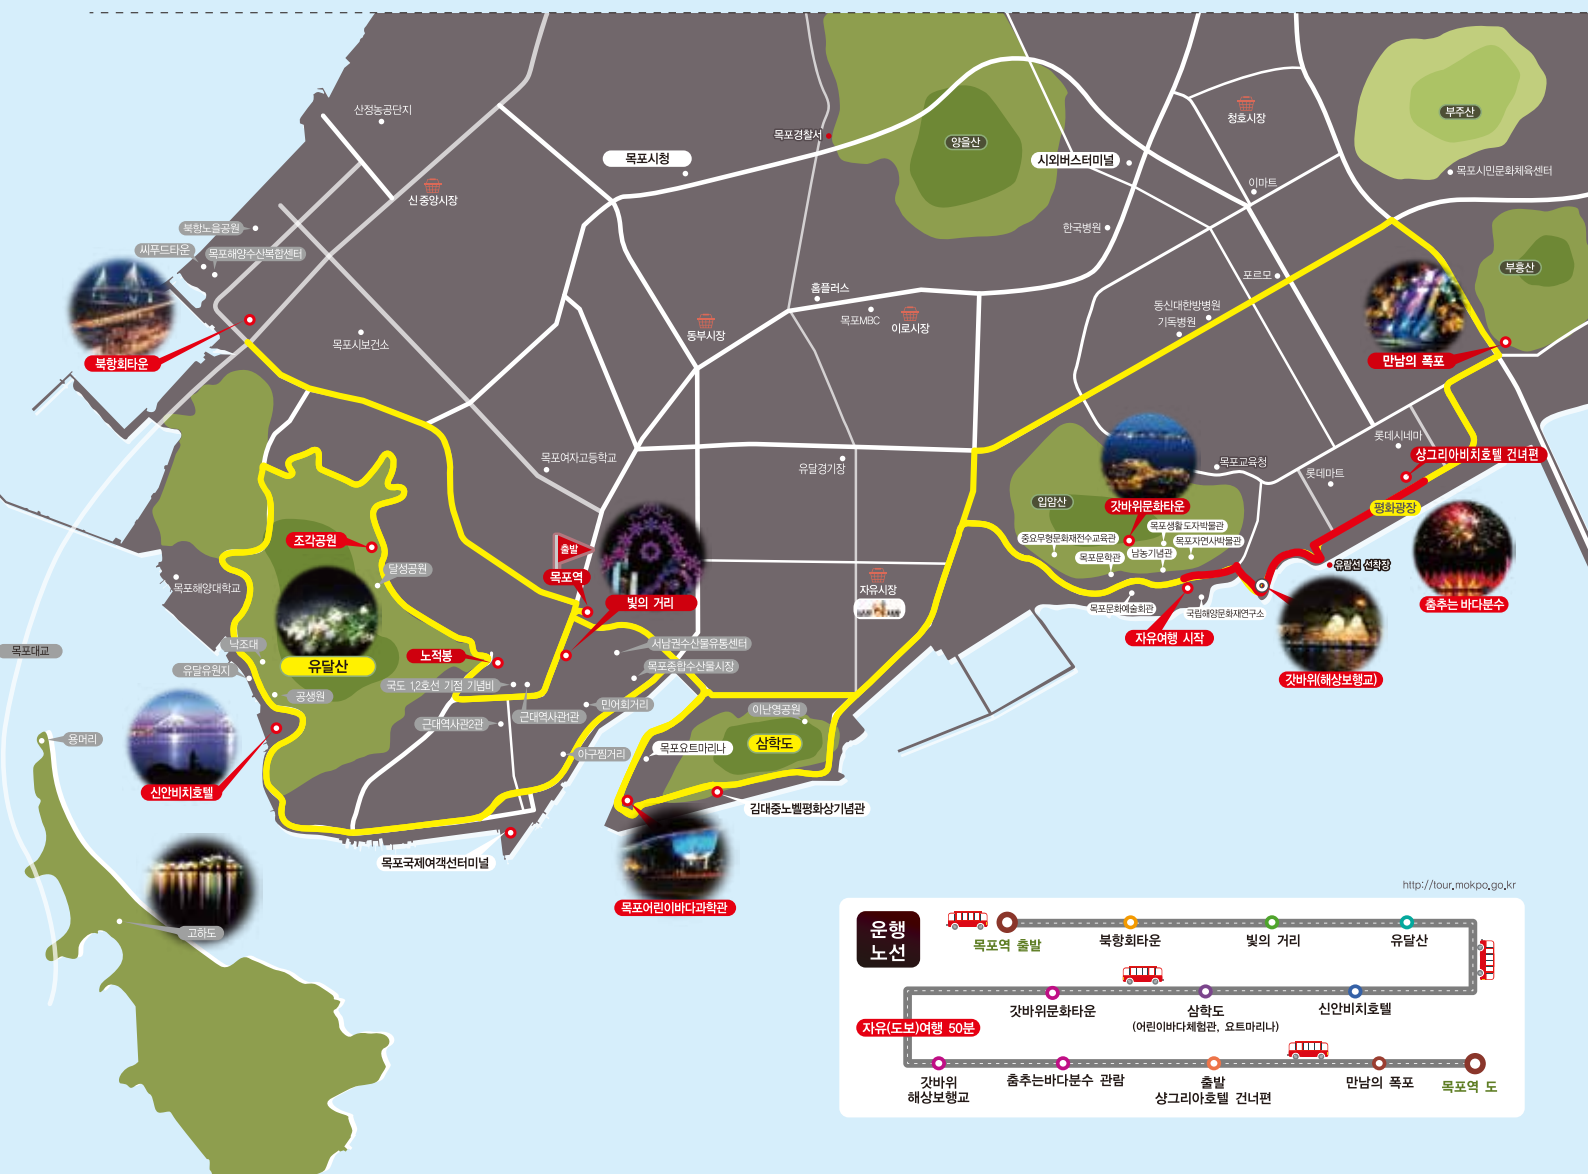 산정농공단지
목포경찰서
양을산
청호시장
부주산
목포시청
시외버스터미널
목포시민문화체육센터
신중앙시장
이마트
북항노을공원
한국병원
씨푸드타운
목포해양수산복합센터
부흥산
포르모
홈플러스
동신대한방병원
목포MBC
이로시장
기독병원
동부시장
목포시보건소
북항회타운
만남의 폭포
롯데시네마
샹그리아비치호텔 건너편
목포여자고등학교
유달경기장
목포교육청
롯데마트
입암산
갓바위문화타운
평화광장
목포생활도자박물관
중요무형문화재전수교육관
목포자연사박물관
남농기념관
목포문학관
조각공원
출발
유람선 선착장
달성공원
목포역
자유시장
목포해양대학교
빛의 거리
춤추는 바다분수
목포문화예술회관
국립해양문화재연구소
자유여행 시작
목포대교
낙조대
서남권수산물유통센터
노적봉
유달산
목포종합수산물시장
유달유원지
갓바위(해상보행교)
국도 1,2호선 기점 기념비
공생원
민어회거리
이난영공원
근대역사관1관
근대역사관2관
용머리
삼학도
목포요트마리나
아구찜거리
신안비치호텔
김대중노벨평화상기념관
목포국제여객선터미널
목포어린이바다과학관
고하도
http://tour.mokpo.go.kr
운행
노선
목포역 출발
북항회타운
빛의 거리
유달산
갓바위문화타운
삼학도
(어린이바다체험관, 요트마리나)
신안비치호텔
자유(도보)여행 50분
갓바위
해상보행교
춤추는바다분수 관람
출발
샹그리아호텔 건너편
만남의 폭포
목포역 도